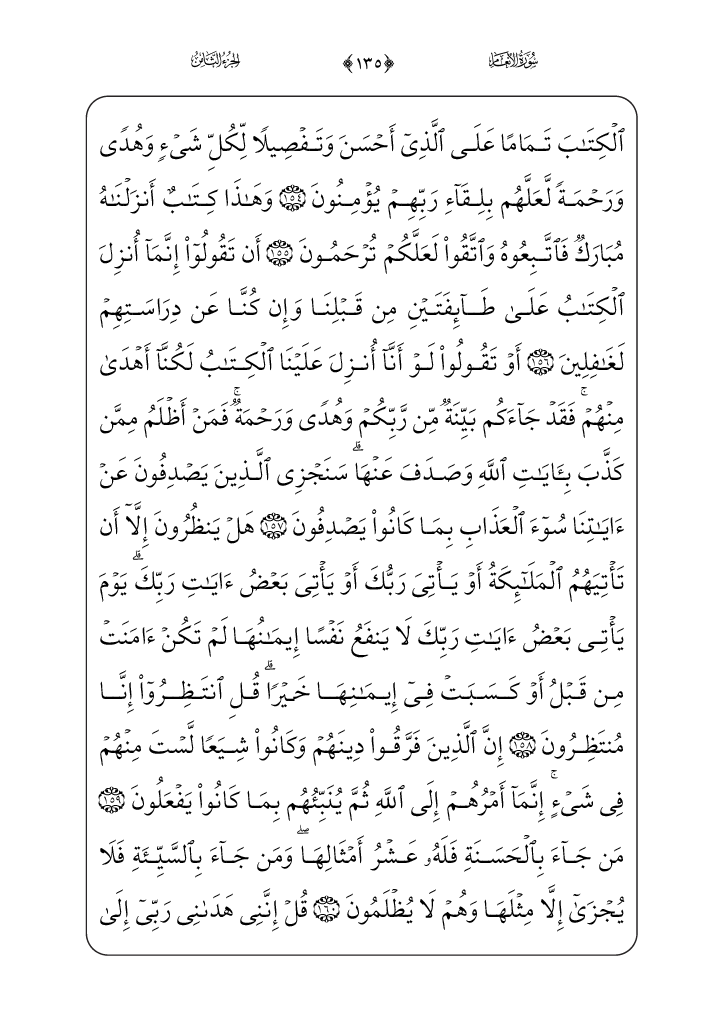 سُورَةُ الأَنْعَام ﴿١٣٥﴾ الجُزْءُ الثَّامِنُ
ٱلۡكِتَٰبَ تَمَامًا عَلَى ٱلَّذِيٓ أَحۡسَنَ وَتَفۡصِيلٗا لِّكُلِّ شَيۡءٖ وَهُدٗى
وَرَحۡمَةٗ لَّعَلَّهُم بِلِقَآءِ رَبِّهِمۡ يُؤۡمِنُونَ ١٥٤ وَهَٰذَا كِتَٰبٌ أَنزَلۡنَٰهُ
مُبَارَكٞ فَٱتَّبِعُوهُ وَٱتَّقُواْ لَعَلَّكُمۡ تُرۡحَمُونَ ١٥٥ أَن تَقُولُوٓاْ إِنَّمَآ أُنزِلَ
ٱلۡكِتَٰبُ عَلَىٰ طَآئِفَتَيۡنِ مِن قَبۡلِنَا وَإِن كُنَّا عَن دِرَاسَتِهِمۡ
لَغَٰفِلِينَ ١٥٦ أَوۡ تَقُولُواْ لَوۡ أَنَّآ أُنزِلَ عَلَيۡنَا ٱلۡكِتَٰبُ لَكُنَّآ أَهۡدَىٰ
مِنۡهُمۡۚ فَقَدۡ جَآءَكُم بَيِّنَةٞ مِّن رَّبِّكُمۡ وَهُدٗى وَرَحۡمَةٞۚ فَمَنۡ أَظۡلَمُ مِمَّن
كَذَّبَ بِـَٔايَٰتِ ٱللَّهِ وَصَدَفَ عَنۡهَاۗ سَنَجۡزِي ٱلَّذِينَ يَصۡدِفُونَ عَنۡ
ءَايَٰتِنَا سُوٓءَ ٱلۡعَذَابِ بِمَا كَانُواْ يَصۡدِفُونَ ١٥٧ هَلۡ يَنظُرُونَ إِلَّآ أَن
تَأۡتِيَهُمُ ٱلۡمَلَٰٓئِكَةُ أَوۡ يَأۡتِيَ رَبُّكَ أَوۡ يَأۡتِيَ بَعۡضُ ءَايَٰتِ رَبِّكَۗ يَوۡمَ
يَأۡتِي بَعۡضُ ءَايَٰتِ رَبِّكَ لَا يَنفَعُ نَفۡسًا إِيمَٰنُهَا لَمۡ تَكُنۡ ءَامَنَتۡ
مِن قَبۡلُ أَوۡ كَسَبَتۡ فِيٓ إِيمَٰنِهَا خَيۡرٗاۗ قُلِ ٱنتَظِرُوٓاْ إِنَّا
مُنتَظِرُونَ ١٥٨ إِنَّ ٱلَّذِينَ فَرَّقُواْ دِينَهُمۡ وَكَانُواْ شِيَعٗا لَّسۡتَ مِنۡهُمۡ
فِي شَيۡءٍۚ إِنَّمَآ أَمۡرُهُمۡ إِلَى ٱللَّهِ ثُمَّ يُنَبِّئُهُم بِمَا كَانُواْ يَفۡعَلُونَ ١٥٩
مَن جَآءَ بِٱلۡحَسَنَةِ فَلَهُۥ عَشۡرُ أَمۡثَالِهَاۖ وَمَن جَآءَ بِٱلسَّيِّئَةِ فَلَا
يُجۡزَىٰٓ إِلَّا مِثۡلَهَا وَهُمۡ لَا يُظۡلَمُونَ ١٦٠ قُلۡ إِنَّنِي هَدَىٰنِي رَبِّيٓ إِلَىٰ